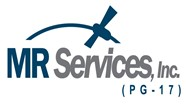 MR Services, Inc.
(PG-17)